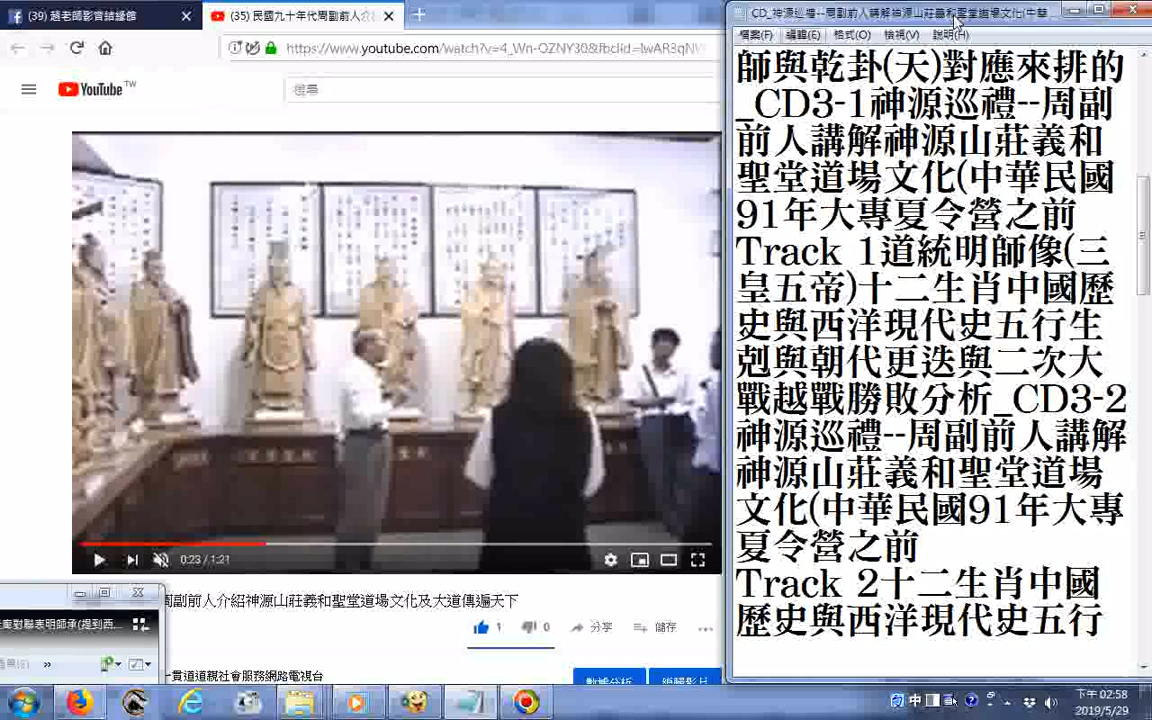 (39) 趙老師影音結緣館
(35) 民國九十年代周副前人介
https://www.youtube.com/watch?v=4_Wn-OZNY0&fbclid=IwAR3qNV
YouTube TW
搜尋
0:23 / 1:21
周副前人介紹神源山莊義和聖堂道場文化及大道傳遍天下
1
0
分享
儲存
一貫道道親社會服務網路電視台
數據分析
編輯影片
CD_神源巡禮--周副前人講解神源山莊義和聖堂道場文化(中華
檔案(F) 編輯(E) 格式(O) 檢視(V) 說明(H)
師與乾卦(天)對應來排的
_CD3-1神源巡禮--周副
前人講解神源山莊義和
聖堂道場文化(中華民國
91年大專夏令營之前
Track 1道統明師像(三
皇五帝)十二生肖中國歷
史與西洋現代史五行生
剋與朝代更迭與二次大
戰越戰勝敗分析_CD3-2
神源巡禮--周副前人講解
神源山莊義和聖堂道場
文化(中華民國91年大專
夏令營之前
Track 2十二生肖中國
歷史與西洋現代史五行
中
下午 02:58
2019/5/29